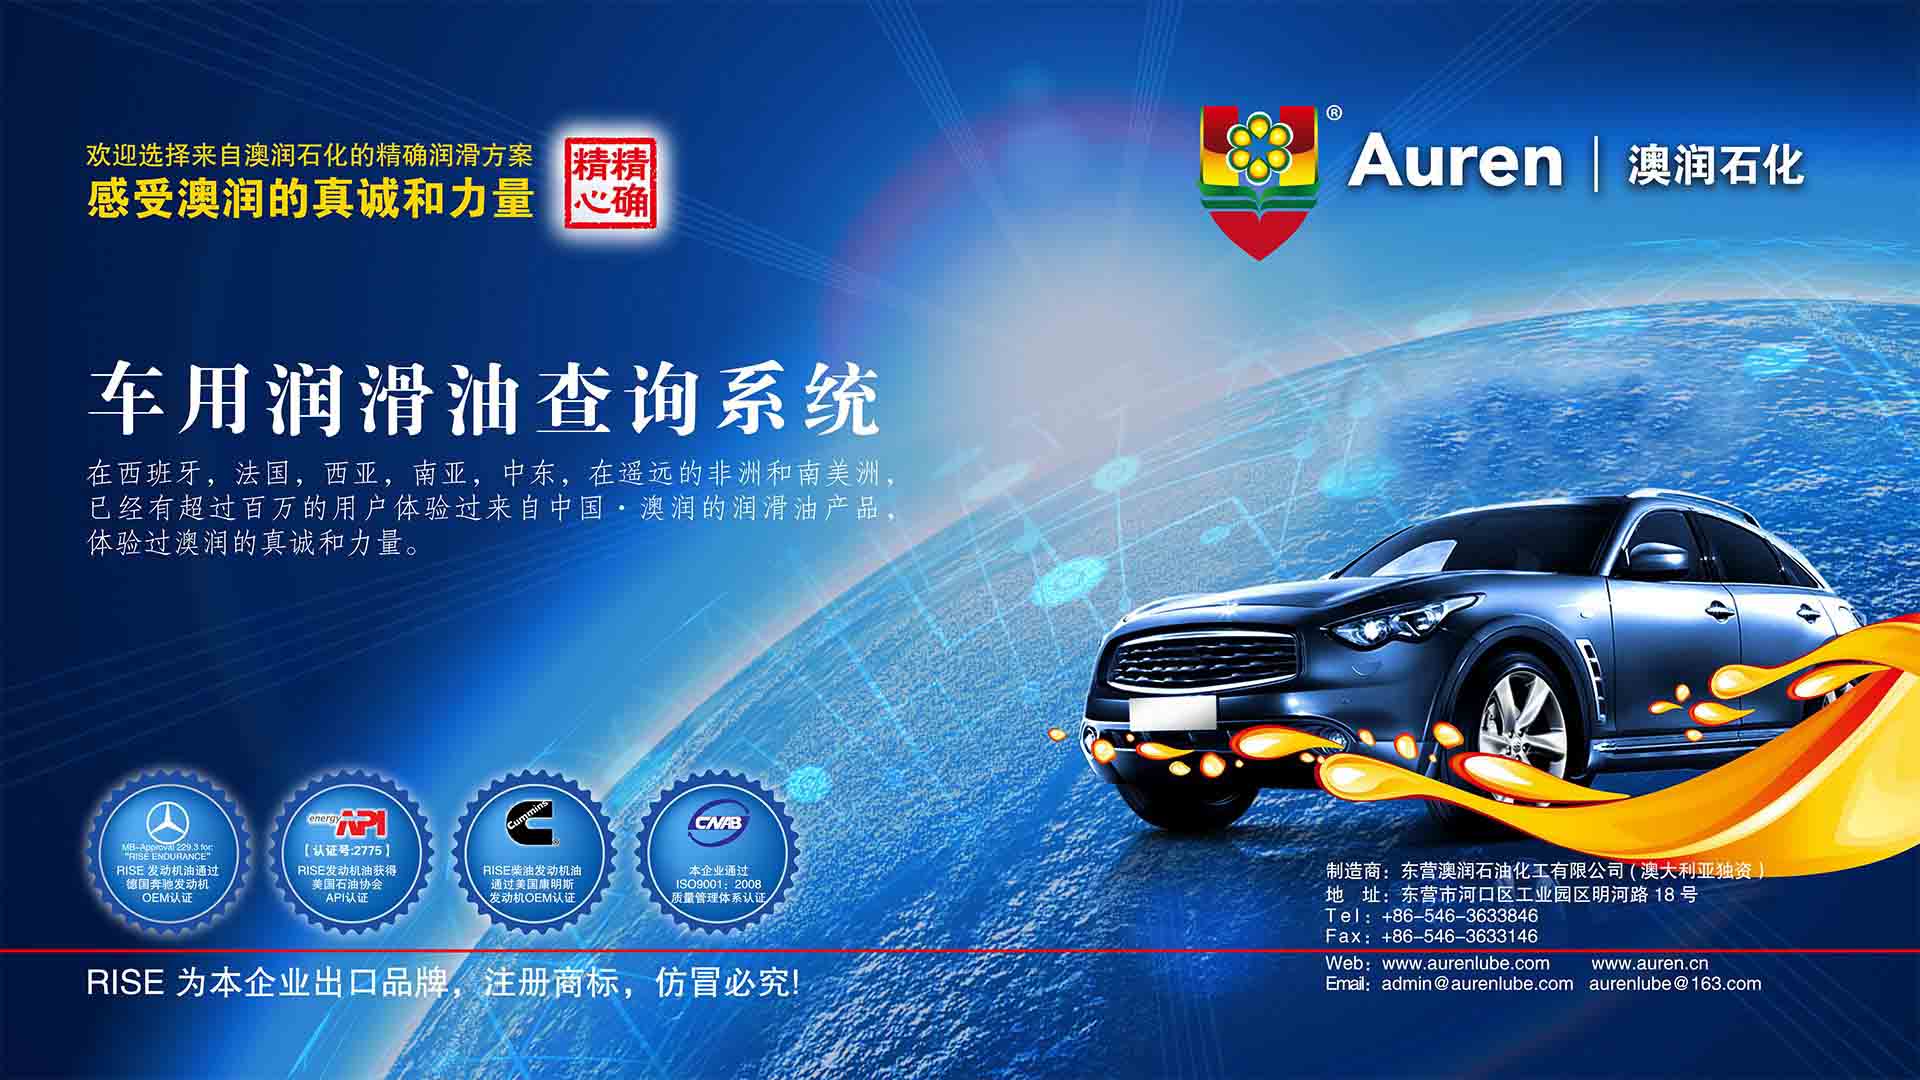 欢迎选择来自澳润石化的精确润滑方案
感受澳润的真诚和力量
精精
心确
®
Auren | 澳润石化
车用润滑油查询系统
在西班牙，法国，西亚，南亚，中东，在遥远的非洲和南美洲，
已经有超过百万的用户体验过来自中国·澳润的润滑油产品，
体验过澳润的真诚和力量。
MB-Approval 229.3 for:
"RISE ENDURANCE"
RISE 发动机油通过
德国奔驰发动机
OEM认证
energy API
【认证号:2775】
RISE发动机油获得
美国石油协会
API认证
Cummins
RISE柴油发动机油
通过美国康明斯
发动机OEM认证
CNAB
本企业通过
ISO9001：2008
质量管理体系认证
制造商：东营澳润石油化工有限公司（澳大利亚独资）
地 址：东营市河口区工业园区明河路 18 号
Tel：+86-546-3633846
Fax：+86-546-3633146
Web：www.aurenlube.com www.auren.cn
Email：admin@aurenlube.com aurenlube@163.com
RISE 为本企业出口品牌，注册商标，仿冒必究!